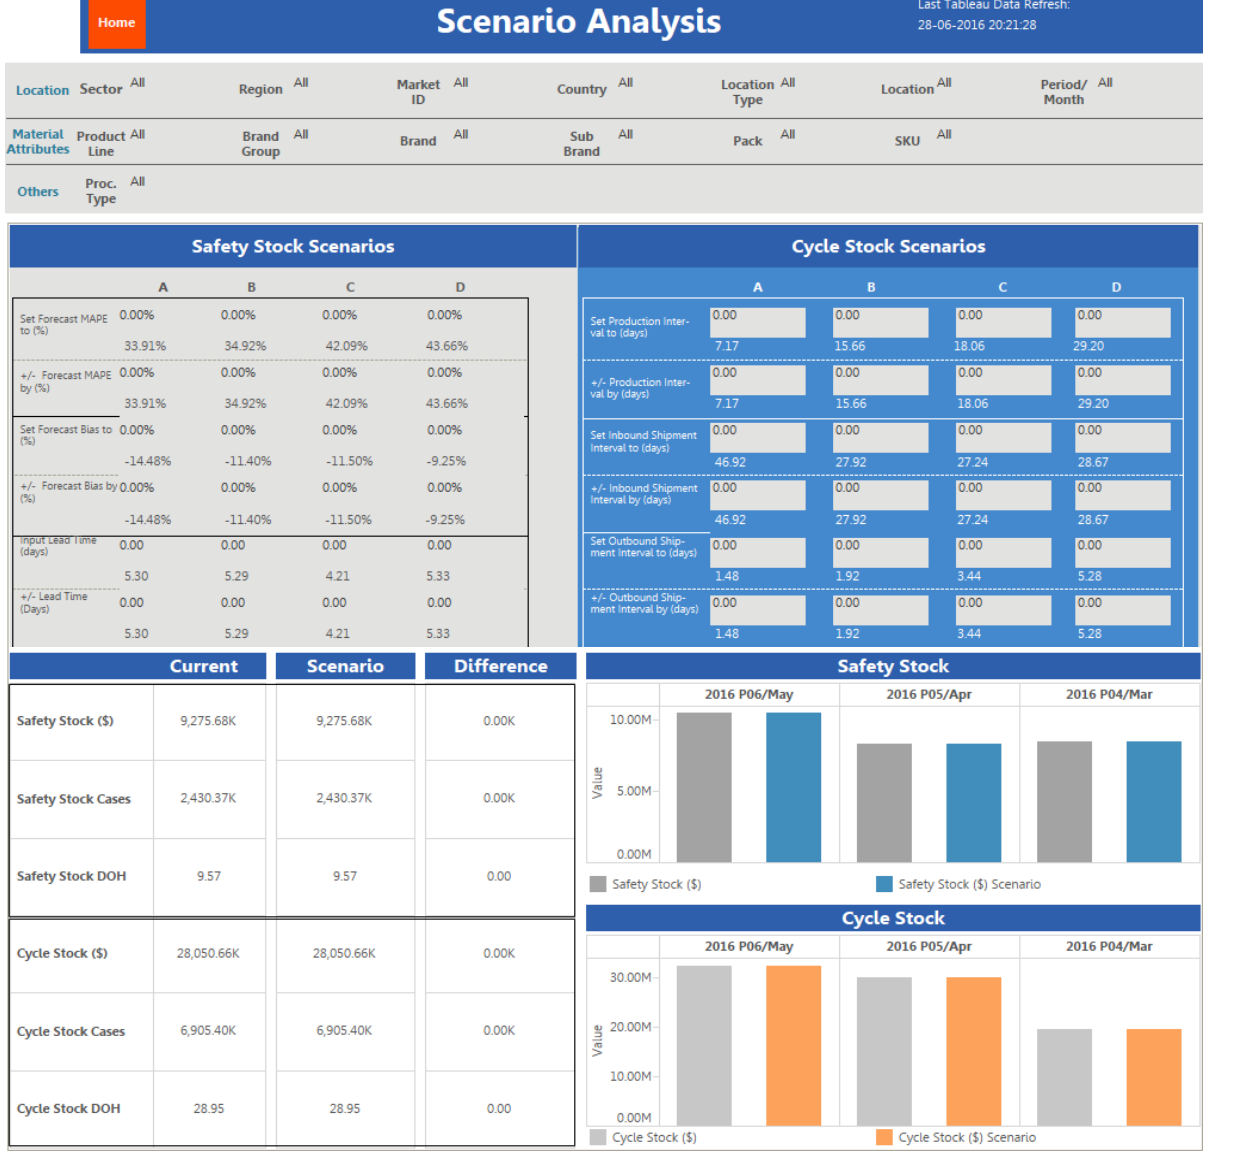 Last Tableau Data Refresh:
Home
Scenario Analysis
28-06-2016 20:21:28
Location Sector All Region All Market ID All Country All Location Type All Location All Period/ Month All
Material Attributes Product Line All Brand Group All Brand All Sub Brand All Pack All SKU All
Others Proc. Type All
Safety Stock Scenarios
A B C D
Set Forecast MAPE to (%) 0.00% 0.00% 0.00% 0.00%
33.91% 34.92% 42.09% 43.66%
+/- Forecast MAPE by (%) 0.00% 0.00% 0.00% 0.00%
33.91% 34.92% 42.09% 43.66%
Set Forecast Bias to (%) 0.00% 0.00% 0.00% 0.00%
-14.48% -11.40% -11.50% -9.25%
+/- Forecast Bias by (%) 0.00% 0.00% 0.00% 0.00%
-14.48% -11.40% -11.50% -9.25%
Input Lead Time (days) 0.00 0.00 0.00 0.00
5.30 5.29 4.21 5.33
+/- Lead Time (Days) 0.00 0.00 0.00 0.00
5.30 5.29 4.21 5.33
Cycle Stock Scenarios
A B C D
Set Production Inter- val to (days) 0.00 0.00 0.00 0.00
7.17 15.66 18.06 29.20
+/- Production Inter- val by (days) 0.00 0.00 0.00 0.00
7.17 15.66 18.06 29.20
Set Inbound Shipment Interval to (days) 0.00 0.00 0.00 0.00
46.92 27.92 27.24 28.67
+/- Inbound Shipment Interval by (days) 0.00 0.00 0.00 0.00
46.92 27.92 27.24 28.67
Set Outbound Ship- ment Interval to (days) 0.00 0.00 0.00 0.00
1.48 1.92 3.44 5.28
+/- Outbound Ship- ment Interval by (days) 0.00 0.00 0.00 0.00
1.48 1.92 3.44 5.28
Current Scenario Difference
Safety Stock ($) 9,275.68K 9,275.68K 0.00K
Safety Stock Cases 2,430.37K 2,430.37K 0.00K
Safety Stock DOH 9.57 9.57 0.00
Cycle Stock ($) 28,050.66K 28,050.66K 0.00K
Cycle Stock Cases 6,905.40K 6,905.40K 0.00K
Cycle Stock DOH 28.95 28.95 0.00
Safety Stock
2016 P06/May 2016 P05/Apr 2016 P04/Mar
10.00M
5.00M
0.00M
Value
Safety Stock ($) Safety Stock ($) Scenario
Cycle Stock
2016 P06/May 2016 P05/Apr 2016 P04/Mar
30.00M
20.00M
10.00M
0.00M
Value
Cycle Stock ($) Cycle Stock ($) Scenario